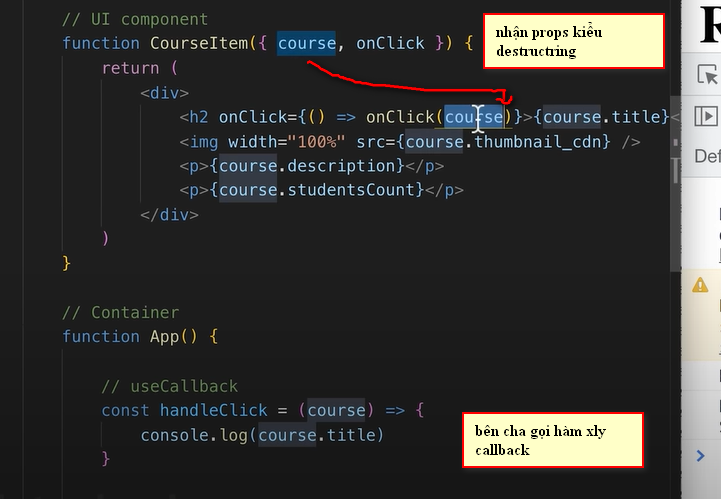 // UI component
function CourseItem({ course, onClick }) {
return (
<div>
<h2 onClick={() => onClick(course)}>{course.title}<
<img width="100%" src={course.thumbnail_cdn} />
<p>{course.description}</p>
<p>{course.studentsCount}</p>
</div>
)
}
// Container
function App() {
// useCallback
const handleClick = (course) => {
console.log(course.title)
}
nhận props kiểu
destructring
bên cha gọi hàm xly
callback
R
Def